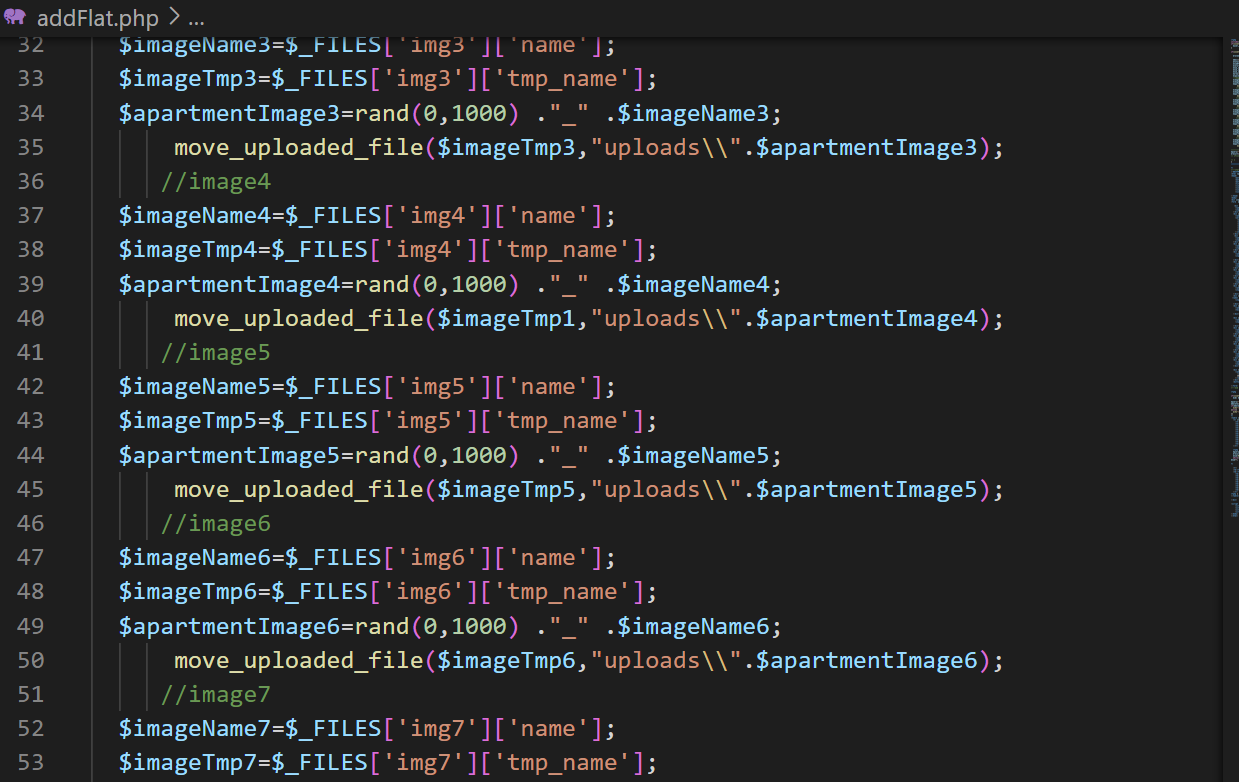 addFlat.php > ...
32 $imageName3=$_FILES['img3']['name'];
33 $imageTmp3=$_FILES['img3']['tmp_name'];
34 $apartmentImage3=rand(0,1000) ."_" .$imageName3;
35 move_uploaded_file($imageTmp3,"uploads\\".$apartmentImage3);
36 //image4
37 $imageName4=$_FILES['img4']['name'];
38 $imageTmp4=$_FILES['img4']['tmp_name'];
39 $apartmentImage4=rand(0,1000) ."_" .$imageName4;
40 move_uploaded_file($imageTmp1,"uploads\\".$apartmentImage4);
41 //image5
42 $imageName5=$_FILES['img5']['name'];
43 $imageTmp5=$_FILES['img5']['tmp_name'];
44 $apartmentImage5=rand(0,1000) ."_" .$imageName5;
45 move_uploaded_file($imageTmp5,"uploads\\".$apartmentImage5);
46 //image6
47 $imageName6=$_FILES['img6']['name'];
48 $imageTmp6=$_FILES['img6']['tmp_name'];
49 $apartmentImage6=rand(0,1000) ."_" .$imageName6;
50 move_uploaded_file($imageTmp6,"uploads\\".$apartmentImage6);
51 //image7
52 $imageName7=$_FILES['img7']['name'];
53 $imageTmp7=$_FILES['img7']['tmp_name'];